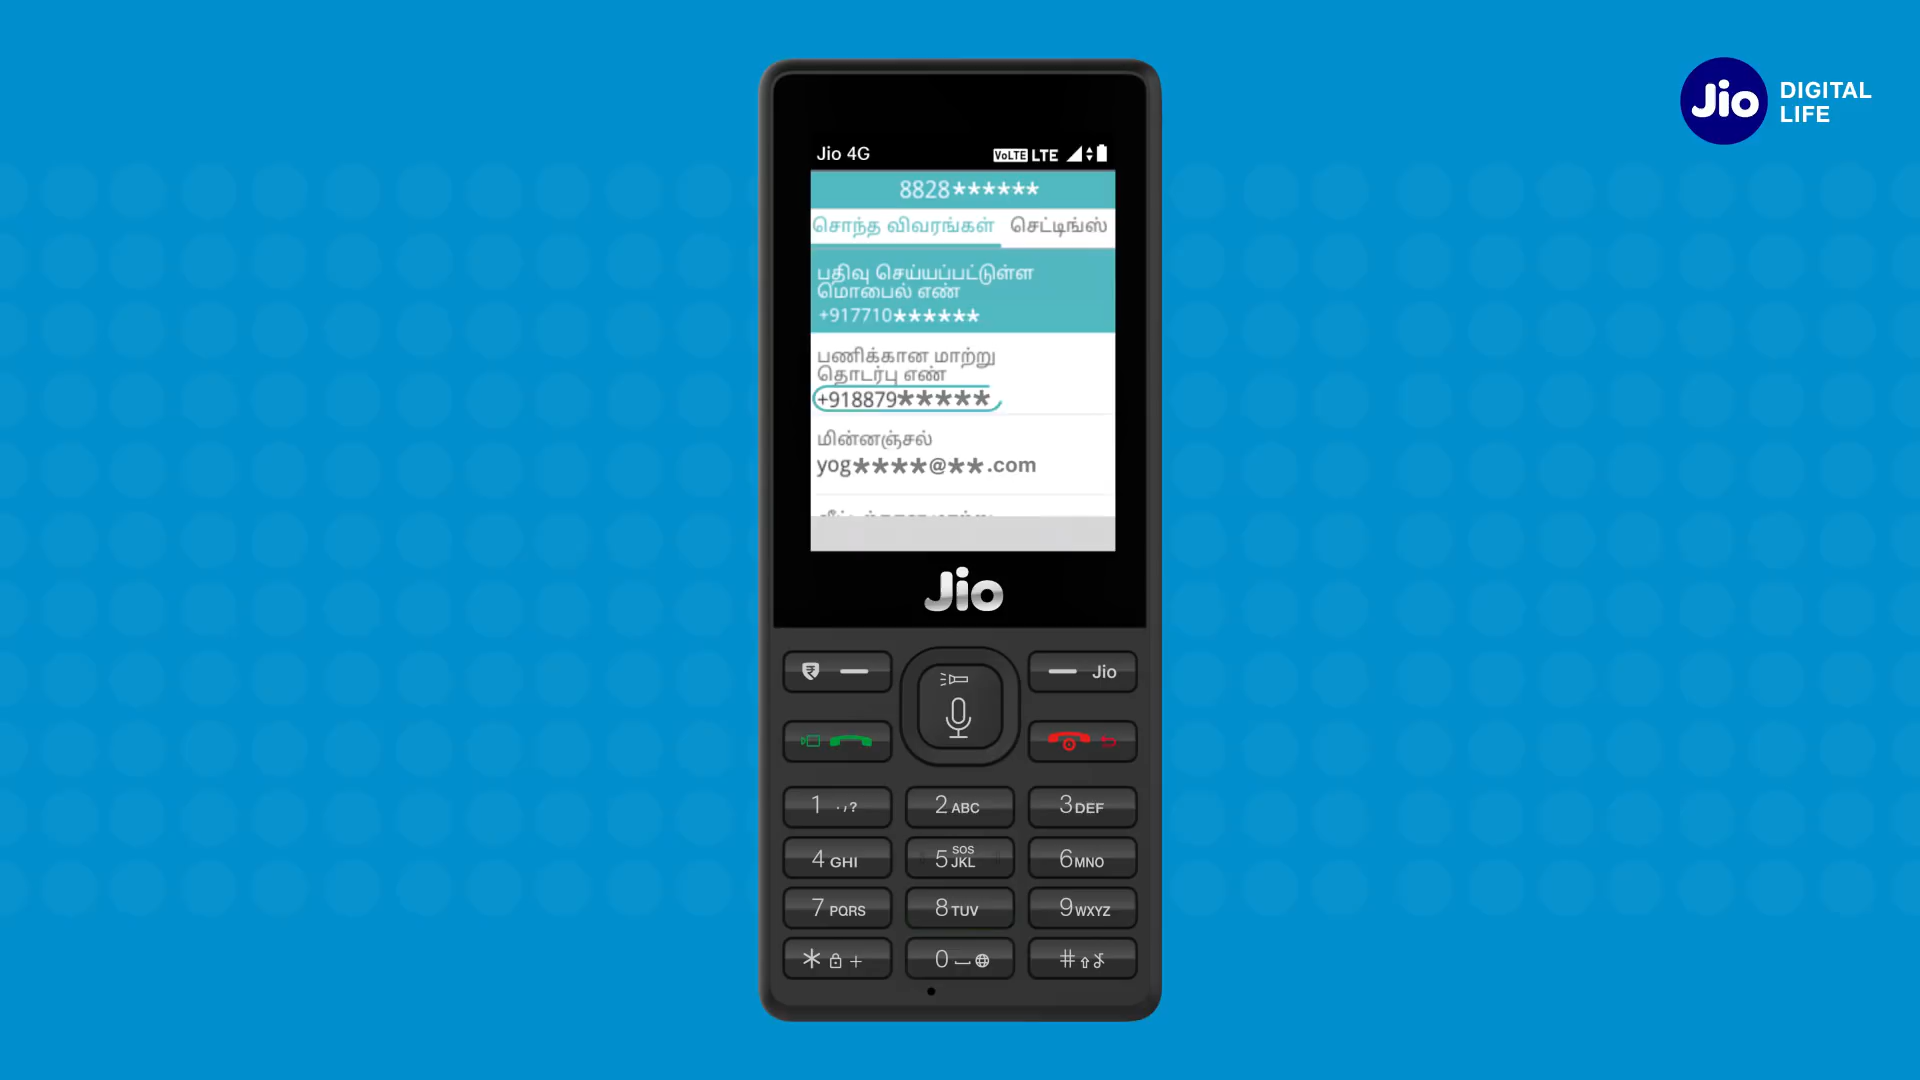 Jio DIGITAL
LIFE
Jio 4G VoLTE LTE
8828******
சொந்த விவரங்கள் செட்டிங்ஸ்
பதிவு செய்யப்பட்டுள்ள
மொபைல் எண்
+917710******
பணிக்கான மாற்று
தொடர்பு எண்
+918879*****
மின்னஞ்சல்
yog****@**.com
Jio
Jio
1 .,?
2 ABC
3 DEF
4 GHI
5 SOS JKL
6 MNO
7 PQRS
8 TUV
9 WXYZ
* +
0
#